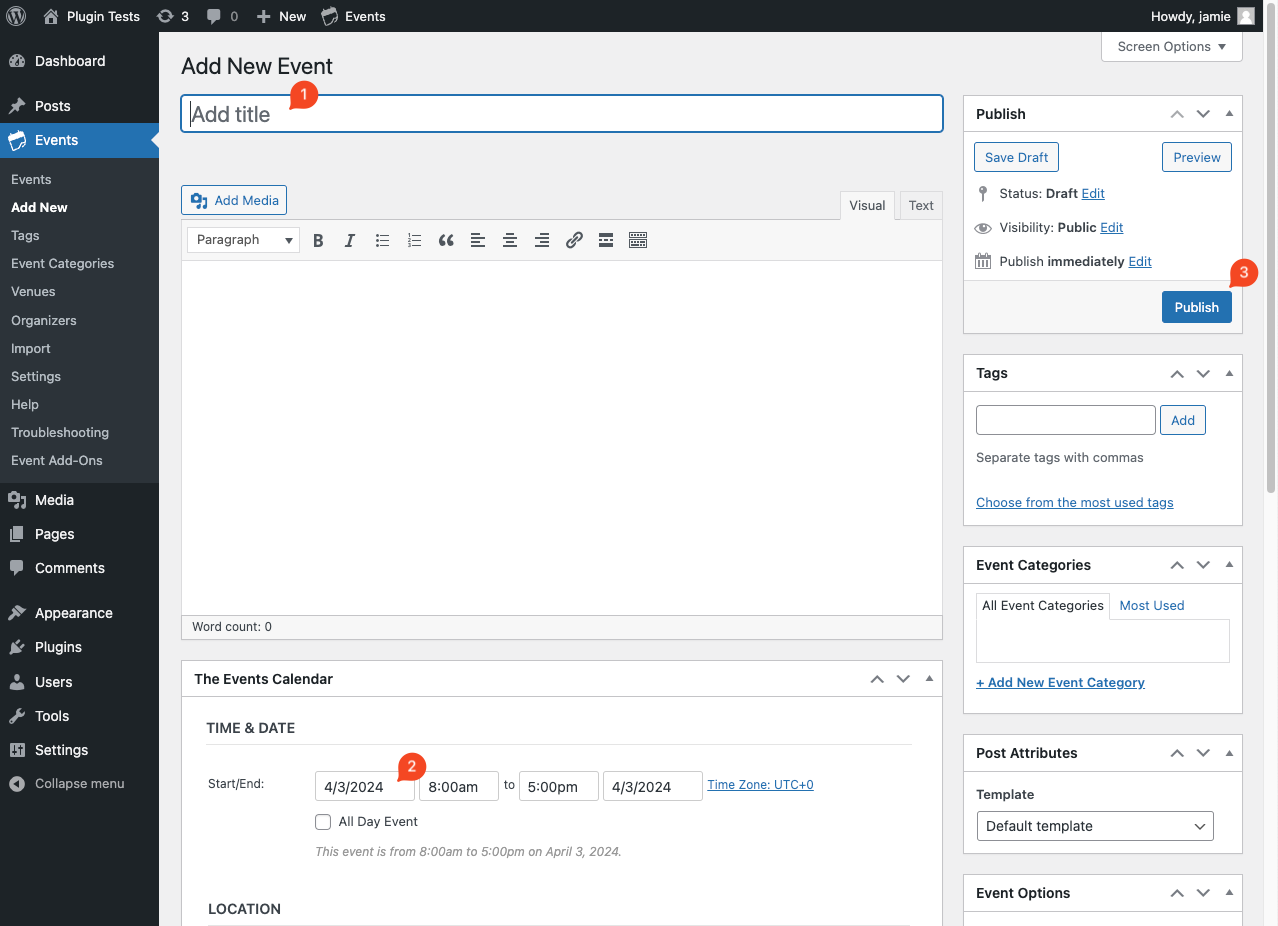 Plugin Tests 3 0 New Events Howdy, jamie
Screen Options
Dashboard
Posts
Events
Events
Add New
Tags
Event Categories
Venues
Organizers
Import
Settings
Help
Troubleshooting
Event Add-Ons
Media
Pages
Comments
Appearance
Plugins
Users
Tools
Settings
Collapse menu
Add New Event
1
Add title
Add Media
Visual Text
Paragraph
Word count: 0
The Events Calendar
TIME & DATE
2
Start/End: 4/3/2024 8:00am to 5:00pm 4/3/2024 Time Zone: UTC+0
All Day Event
This event is from 8:00am to 5:00pm on April 3, 2024.
LOCATION
Publish
Save Draft Preview
Status: Draft Edit
Visibility: Public Edit
Publish immediately Edit
3
Publish
Tags
Add
Separate tags with commas
Choose from the most used tags
Event Categories
All Event Categories Most Used
+ Add New Event Category
Post Attributes
Template
Default template
Event Options